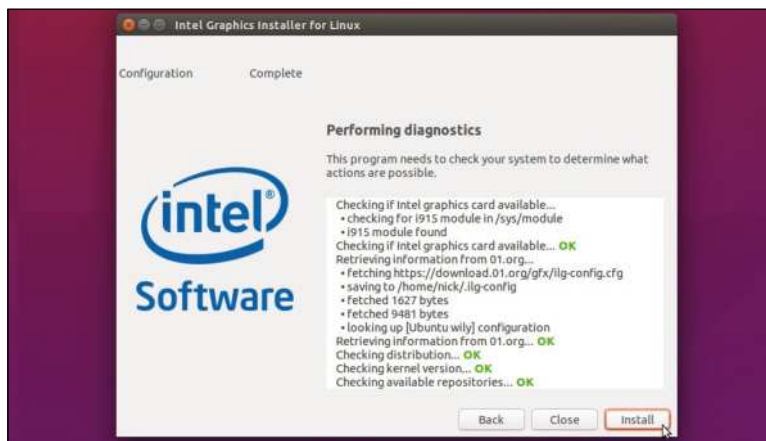 Intel Graphics Installer for Linux
Configuration Complete
Performing diagnostics
This program needs to check your system to determine what
actions are possible.
Checking if Intel graphics card available...
• checking for i915 module in /sys/module
• i915 module found
Checking if Intel graphics card available... OK
Retrieving information from 01.org...
• fetching https://download.01.org/gfx/ilg-config.cfg
• saving to /home/nick/.ilg-config
• fetched 1627 bytes
• fetched 9481 bytes
• looking up [Ubuntu wily] configuration
Retrieving information from 01.org... OK
Checking distribution... OK
Checking kernel version... OK
Checking available repositories... OK
intel®
Software
Back Close Install